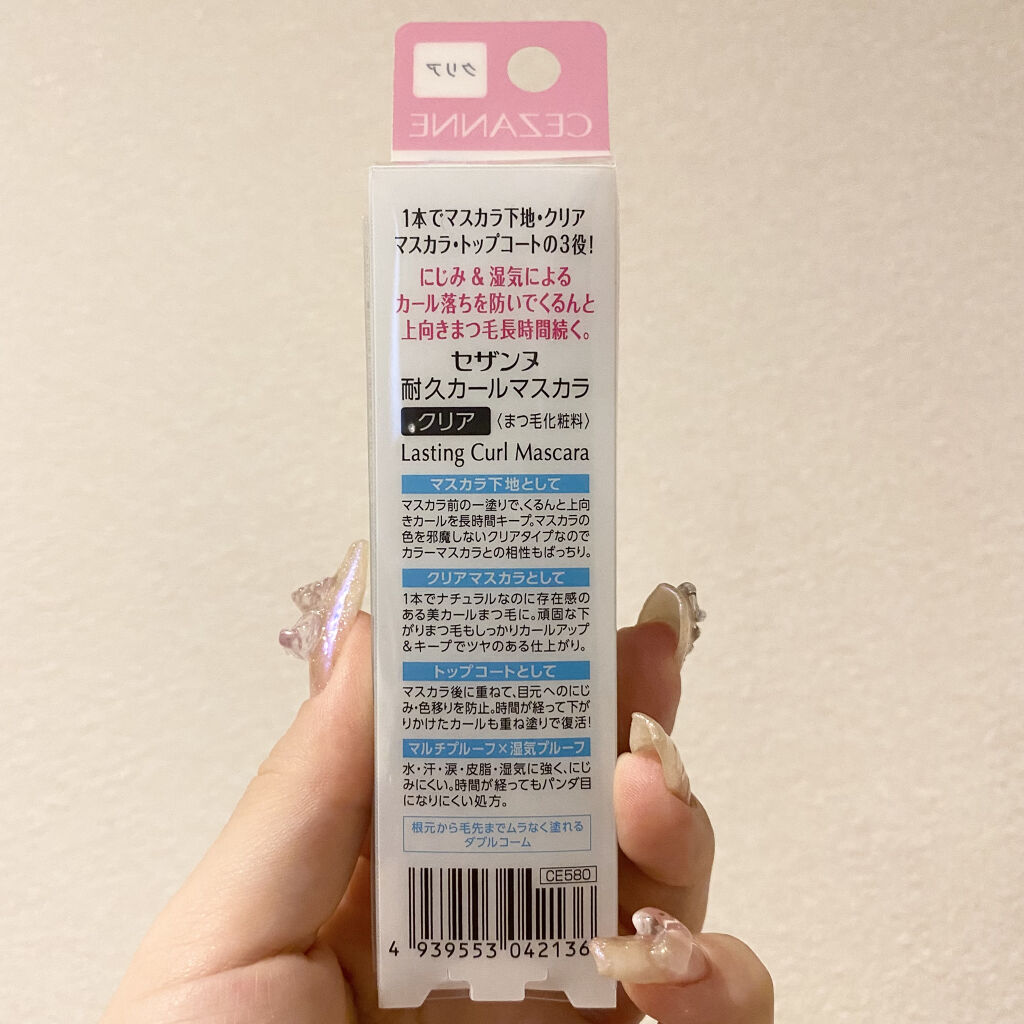 クリア
CEZANNE
1本でマスカラ下地・クリア
マスカラ・トップコートの3役!
にじみ & 湿気による
カール落ちを防いでくるんと
上向きまつ毛長時間続く。
セザンヌ
耐久カールマスカラ
クリア 〈まつ毛化粧料〉
Lasting Curl Mascara
マスカラ下地として
マスカラ前の一塗りで、くるんと上向
きカールを長時間キープ。マスカラの
色を邪魔しないクリアタイプなので
カラーマスカラとの相性もばっちり。
クリアマスカラとして
1本でナチュラルなのに存在感の
ある美カールまつ毛に。頑固な下
がりまつ毛もしっかりカールアップ
&キープでツヤのある仕上がり。
トップコートとして
マスカラ後に重ねて、目元へのにじ
み・色移りを防止。時間が経って下が
りかけたカールも重ね塗りで復活!
マルチプルーフ×湿気プルーフ
水・汗・涙・皮脂・湿気に強く、にじ
みにくい。時間が経ってもパンダ目
になりにくい処方。
根元から毛先までムラなく塗れる
ダブルコーム
CE580
4 939553 042136